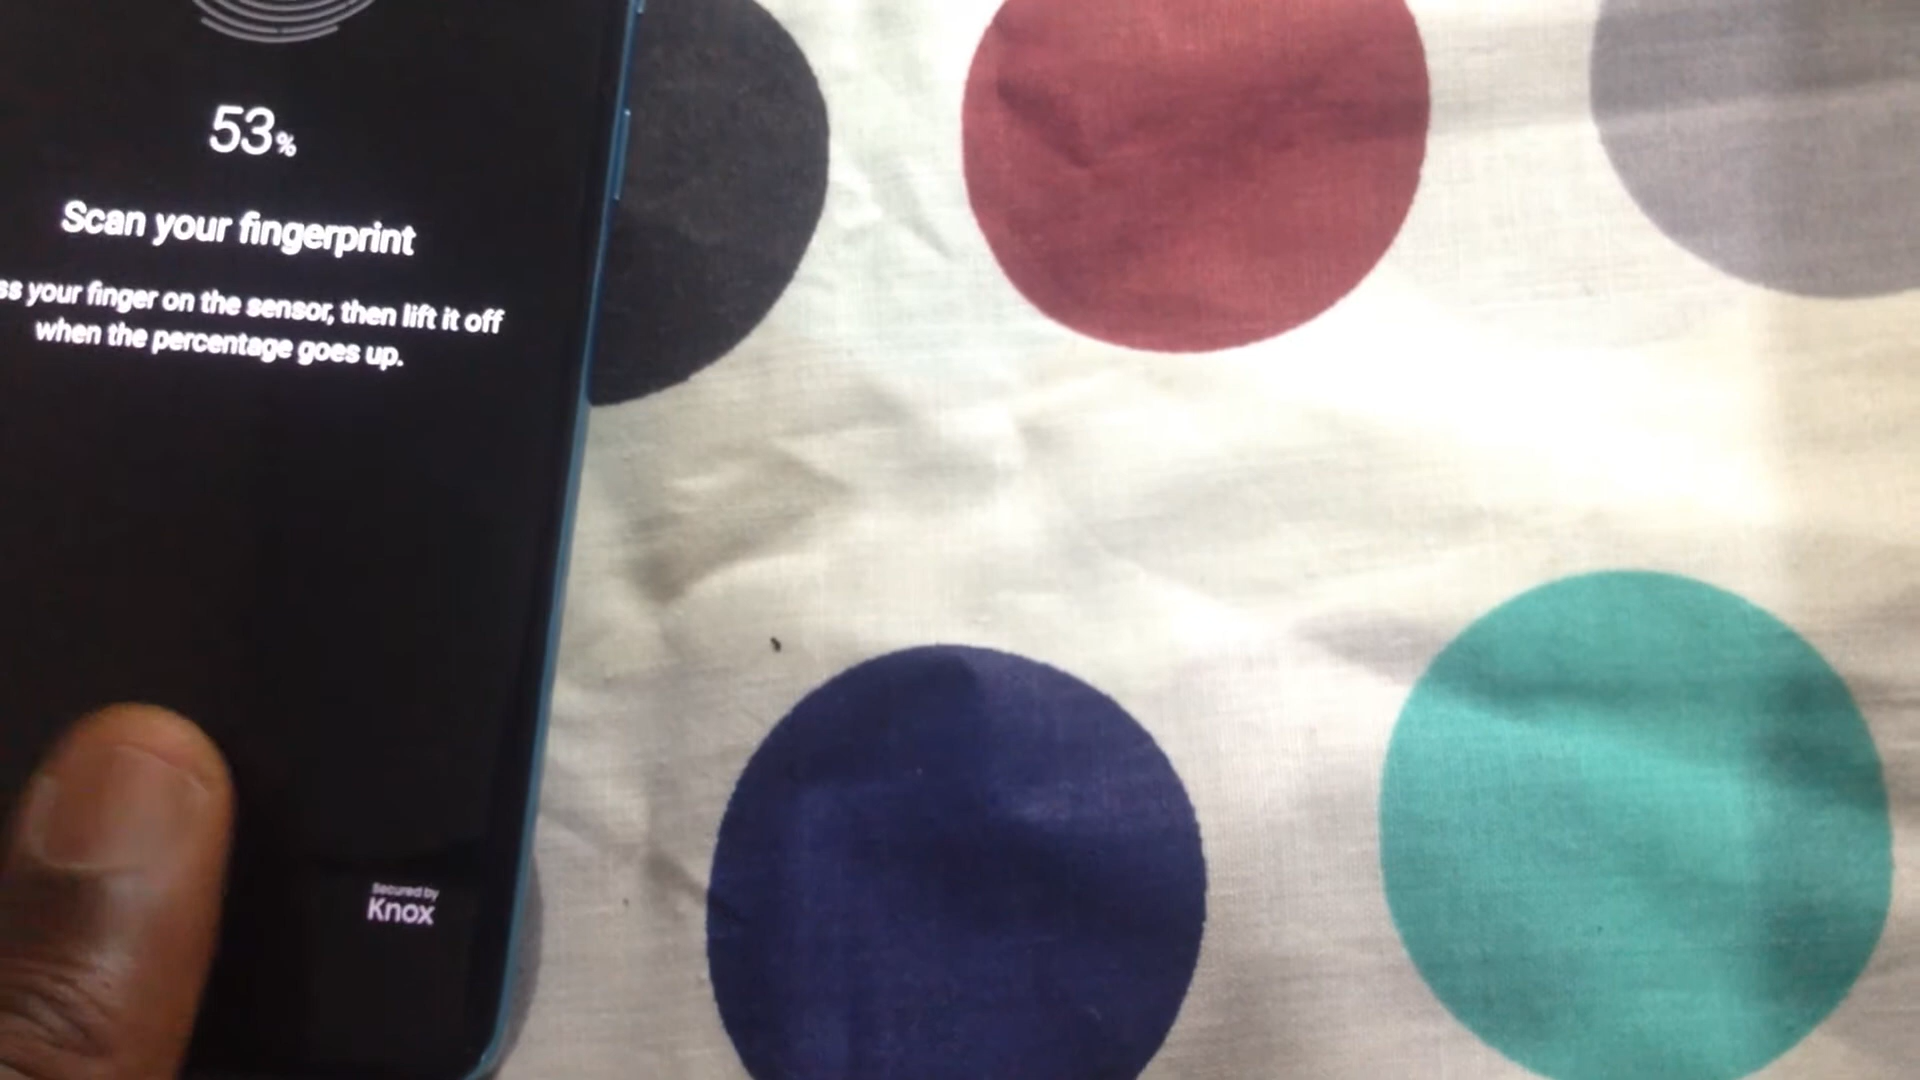 53%
Scan your fingerprint
ss your finger on the sensor, then lift it off
when the percentage goes up.
Secured by
Knox